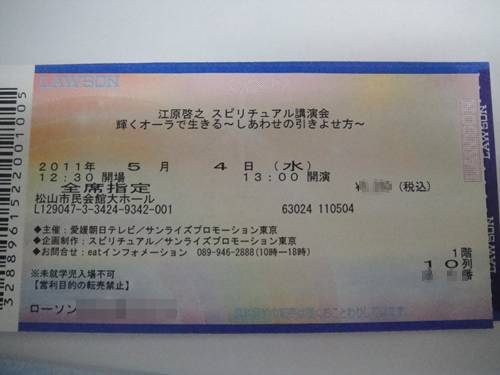 LAWSON
江原啓之 スピリチュアル講演会
輝くオーラで生きる~しあわせの引きよせ方~
2011年 5月 4日(水)
12:30 開場 13:00 開演 (税込)
全席指定
松山市民会館大ホール
L129047-3-3424-9342-001 63024 110504
◆主催:愛媛朝日テレビ/サンライズプロモーション東京
◆企画制作:スピリチュアル/サンライズプロモーション東京
◆お問合せ:eatインフォメーション 089-946-2888(10時ー18時)
1階
10列
※未就学児入場不可
【営利目的の転売禁止】
ローソン
3288961522001005
LAWSON
LAWSON